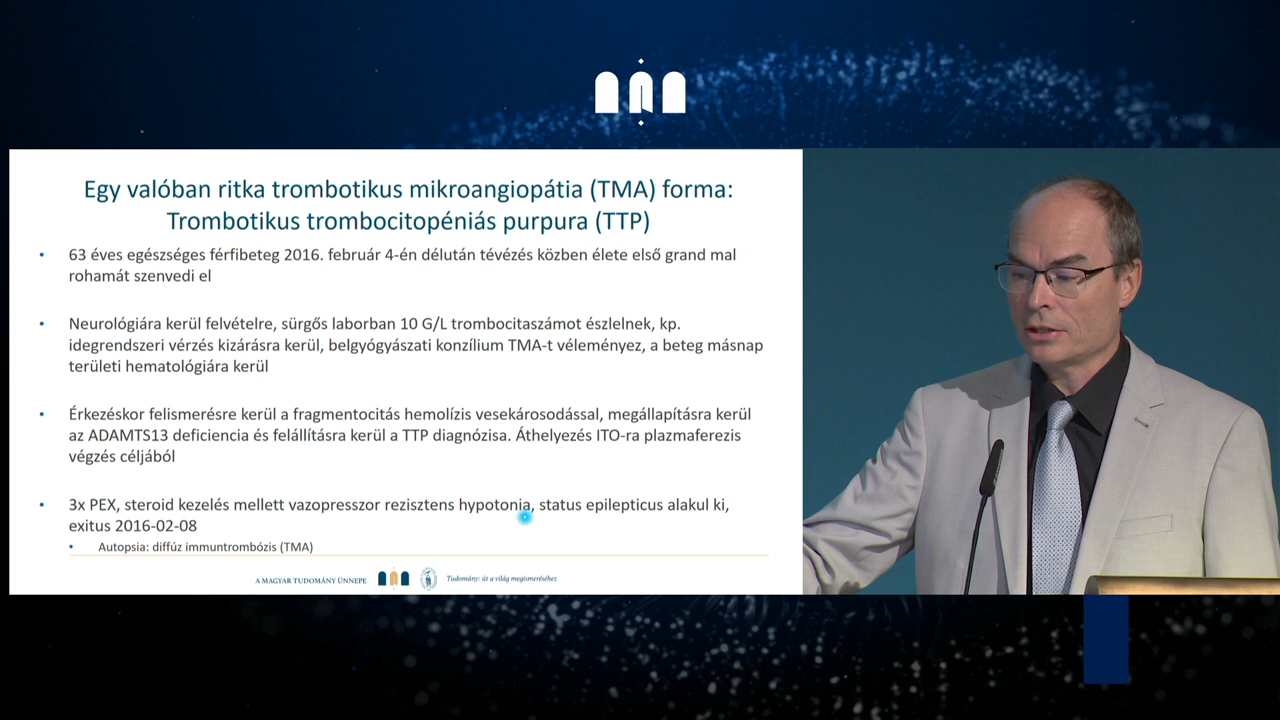 Egy valóban ritka trombotikus mikroangiopátia (TMA) forma:
Trombotikus trombocitopéniás purpura (TTP)
• 63 éves egészséges férfibeteg 2016. február 4-én délután tévézés közben élete első grand mal
rohamát szenvedi el
• Neurológiára kerül felvételre, sürgős laborban 10 G/L trombocitaszámot észlelnek, kp.
idegrendszeri vérzés kizárásra kerül, belgyógyászati konzílium TMA-t véleményez, a beteg másnap
területi hematológiára kerül
• Érkezéskor felismerésre kerül a fragmentocitás hemolízis vesekárosodással, megállapításra kerül
az ADAMTS13 deficiencia és felállításra kerül a TTP diagnózisa. Áthelyezés ITO-ra plazmaferezis
végzés céljából
• 3x PEX, steroid kezelés mellett vazopresszor rezisztens hypotonia, status epilepticus alakul ki,
exitus 2016-02-08
• Autopsia: diffúz immuntrombózis (TMA)
A MAGYAR TUDOMÁNY ÜNNEPE
Tudomány: út a világ megismeréséhez